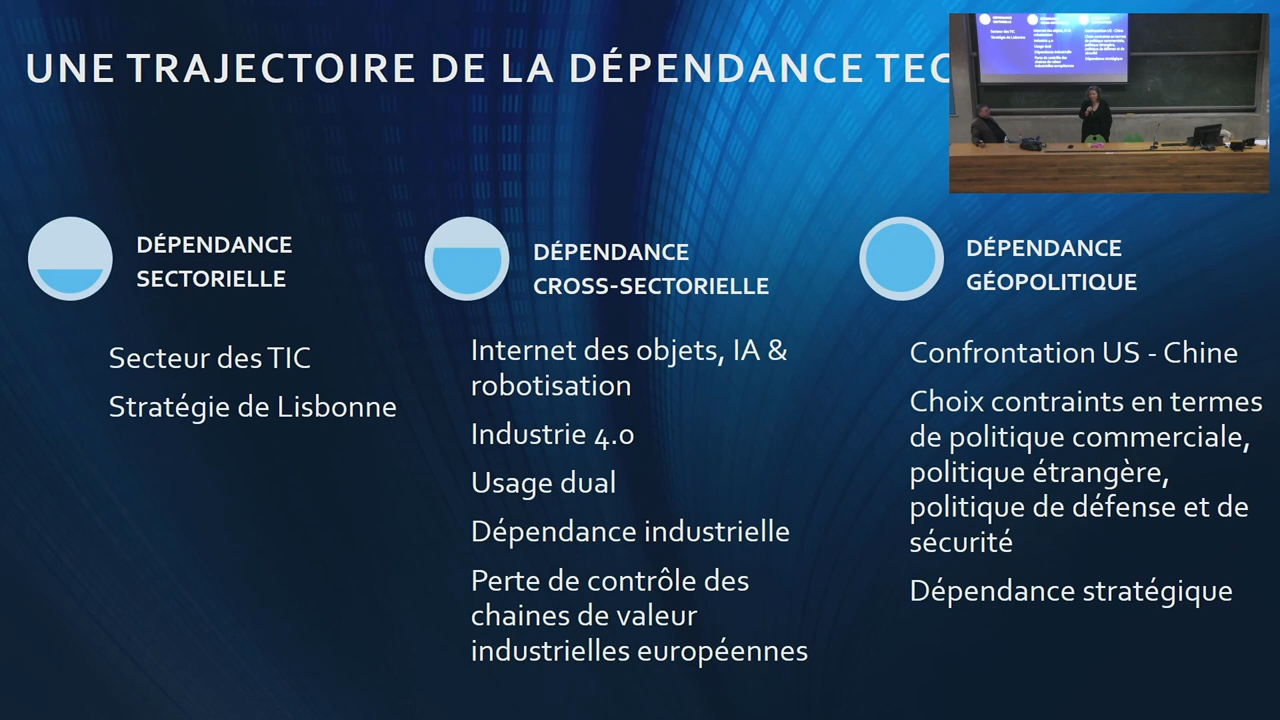 UNE TRAJECTOIRE DE LA DÉPENDANCE TEC
DÉPENDANCE
SECTORIELLE
Secteur des TIC
Stratégie de Lisbonne
DÉPENDANCE
CROSS-SECTORIELLE
Internet des objets, IA &
robotisation
Industrie 4.0
Usage dual
Dépendance industrielle
Perte de contrôle des
chaines de valeur
industrielles européennes
DÉPENDANCE
GÉOPOLITIQUE
Confrontation US - Chine
Choix contraints en termes
de politique commerciale,
politique étrangère,
politique de défense et de
sécurité
Dépendance stratégique